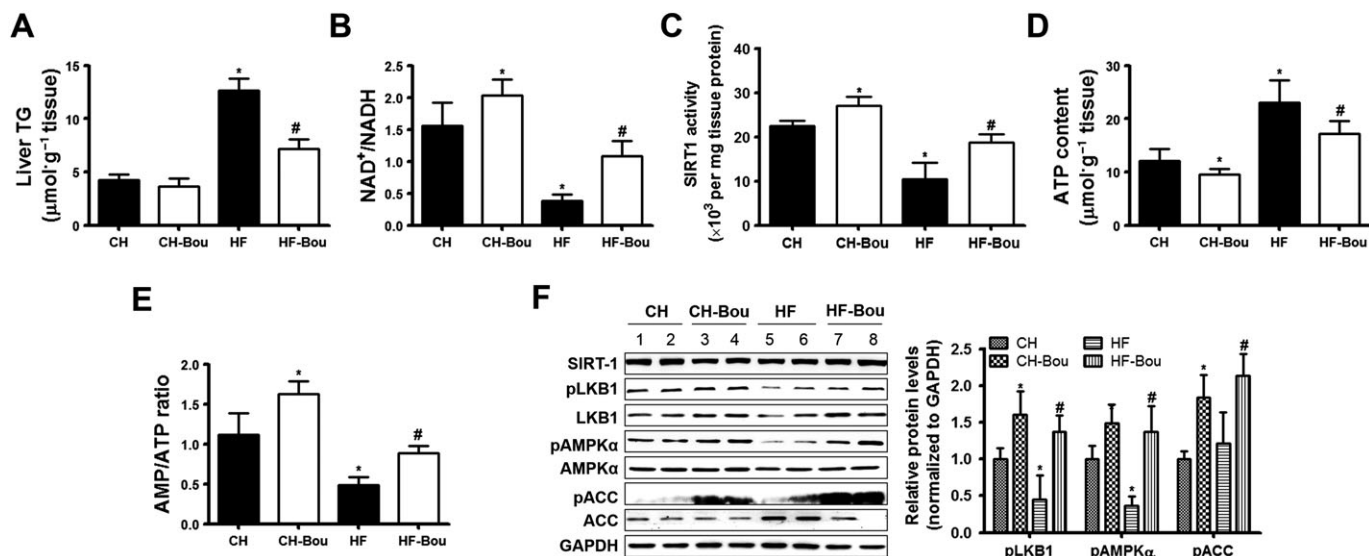 A
Liver TG
(μmol·g⁻¹ tissue)
15
10
5
0
*
#
CH
CH-Bou
HF
HF-Bou
B
NAD⁺/NADH
2.5
2.0
1.5
1.0
0.5
0.0
*
*
#
CH
CH-Bou
HF
HF-Bou
C
SIRT1 activity
(×10³ per mg tissue protein)
40
30
20
10
0
*
*
#
CH
CH-Bou
HF
HF-Bou
D
ATP content
(μmol·g⁻¹ tissue)
40
30
20
10
0
*
*
#
CH
CH-Bou
HF
HF-Bou
E
AMP/ATP ratio
2.0
1.5
1.0
0.5
0.0
*
*
#
CH
CH-Bou
HF
HF-Bou
F
CH CH-Bou HF HF-Bou
1 2 3 4 5 6 7 8
SIRT-1
pLKB1
LKB1
pAMPKα
AMPKα
pACC
ACC
GAPDH
Relative protein levels
(normalized to GAPDH)
2.5
2.0
1.5
1.0
0.5
0.0
CH HF
CH-Bou HF-Bou
* * # # * * #
pLKB1 pAMPKα pACC